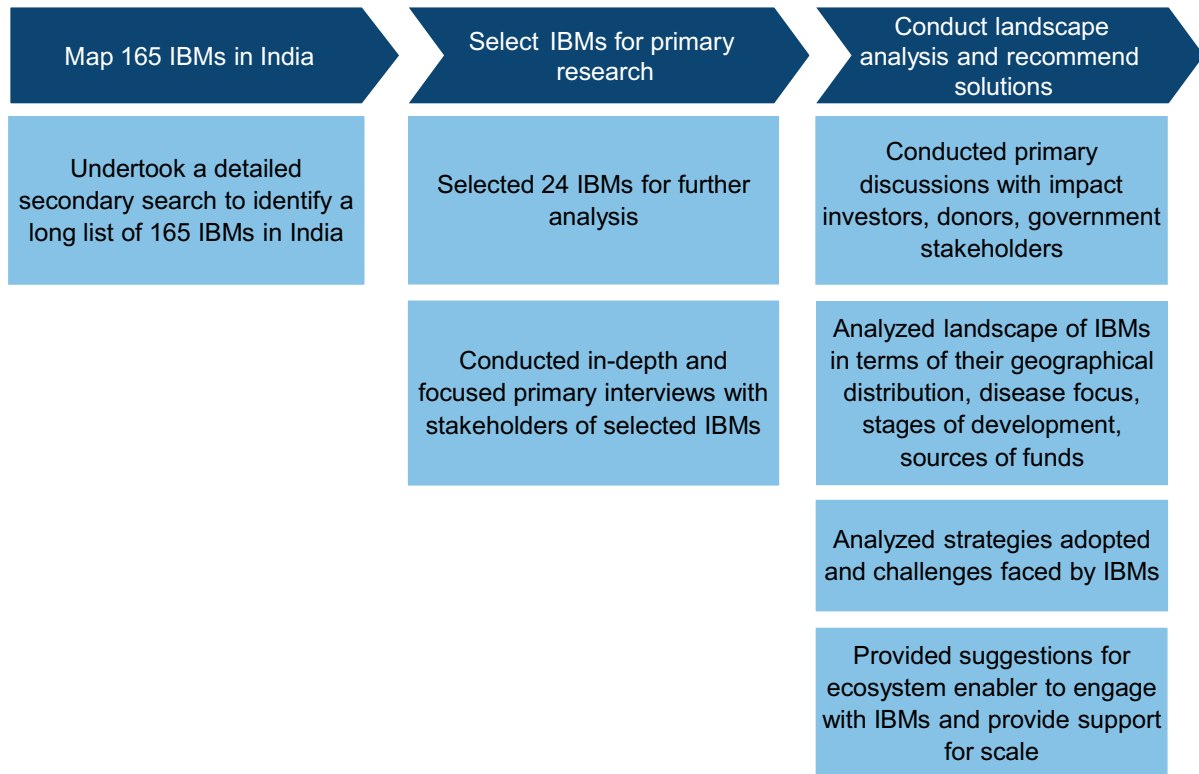 Map 165 IBMs in India
Undertook a detailed
secondary search to identify a
long list of 165 IBMs in India
Select IBMs for primary
research
Selected 24 IBMs for further
analysis
Conducted in-depth and
focused primary interviews with
stakeholders of selected IBMs
Conduct landscape
analysis and recommend
solutions
Conducted primary
discussions with impact
investors, donors, government
stakeholders
Analyzed landscape of IBMs
in terms of their geographical
distribution, disease focus,
stages of development,
sources of funds
Analyzed strategies adopted
and challenges faced by IBMs
Provided suggestions for
ecosystem enabler to engage
with IBMs and provide support
for scale